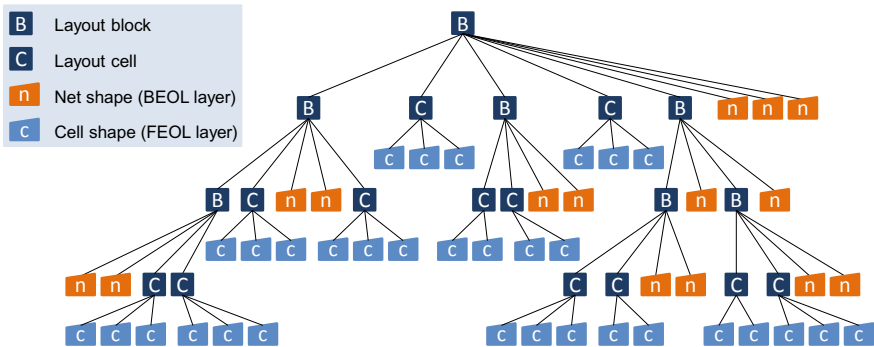 B Layout block
C Layout cell
n Net shape (BEOL layer)
c Cell shape (FEOL layer)
B
B C B C B n n n
c c c c c c
B C n n C C C n n B n B n
c c c c c c c c c c
n n C C C C n n C C n n
c c c c c c c c c c c c c c c c